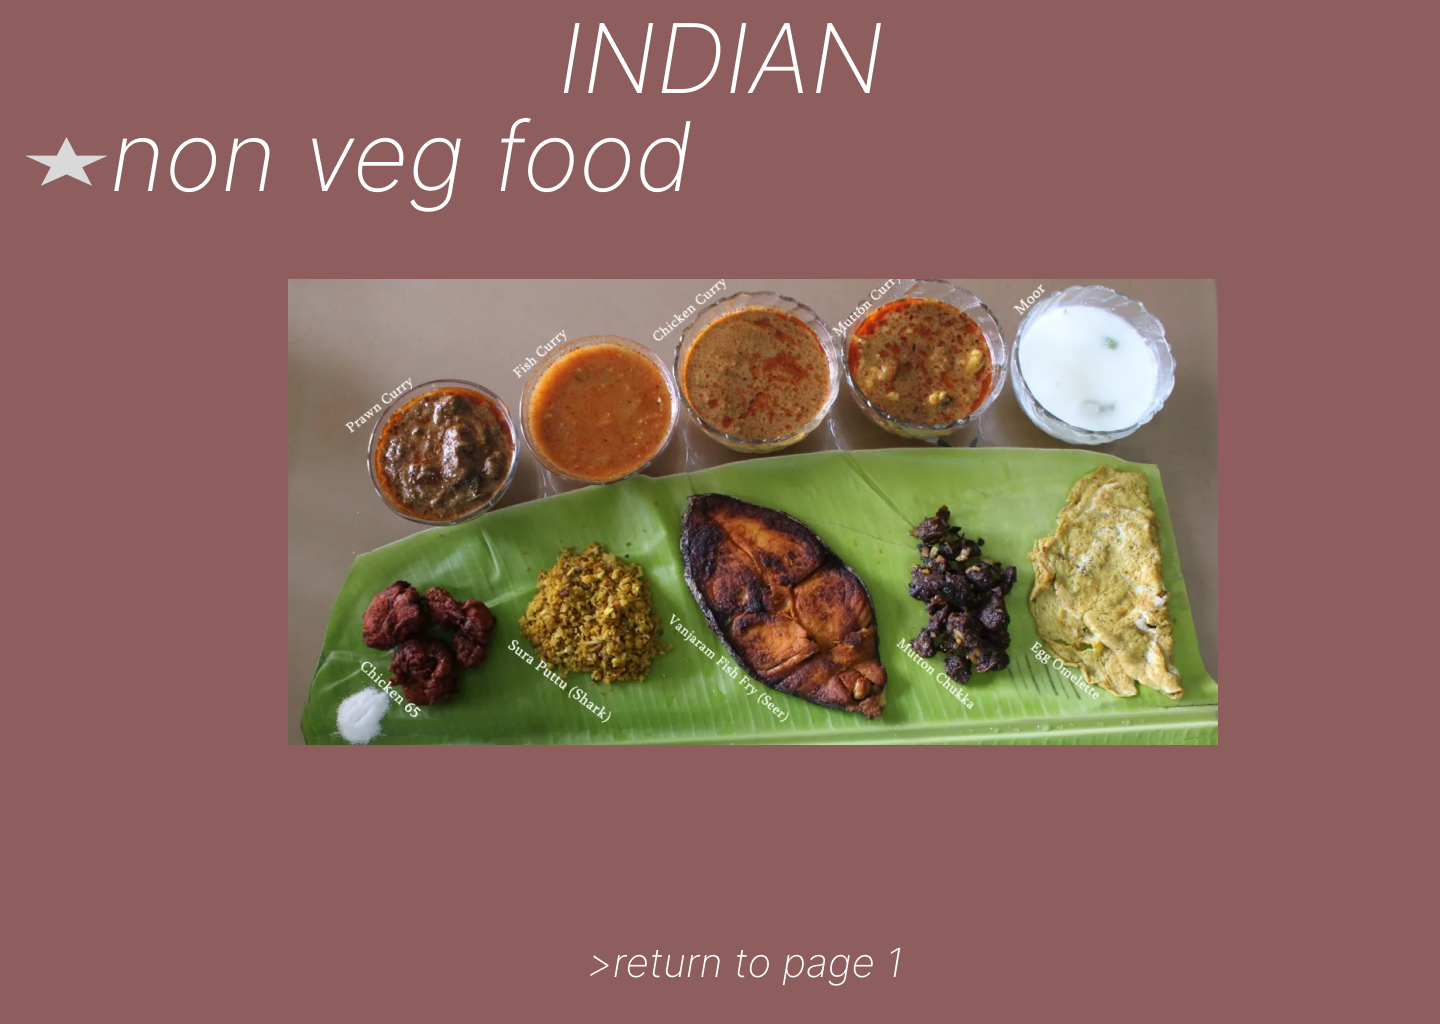 INDIAN
non veg food
Prawn Curry
Fish Curry
Chicken Curry
Mutton Curry
Moor
Chicken 65
Sura Puttu (Shark)
Vanjaram Fish Fry (Seer)
Mutton Chukka
Egg Omelette
>return to page 1